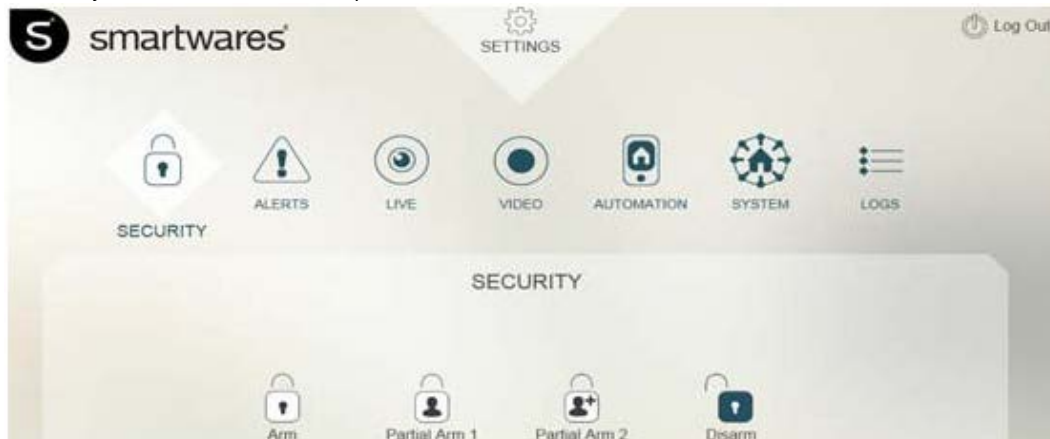 S smartwares
SETTINGS
Log Out
SECURITY
ALERTS
LIVE
VIDEO
AUTOMATION
SYSTEM
LOGS
SECURITY
Arm
Partial Arm 1
Partial Arm 2
Disarm